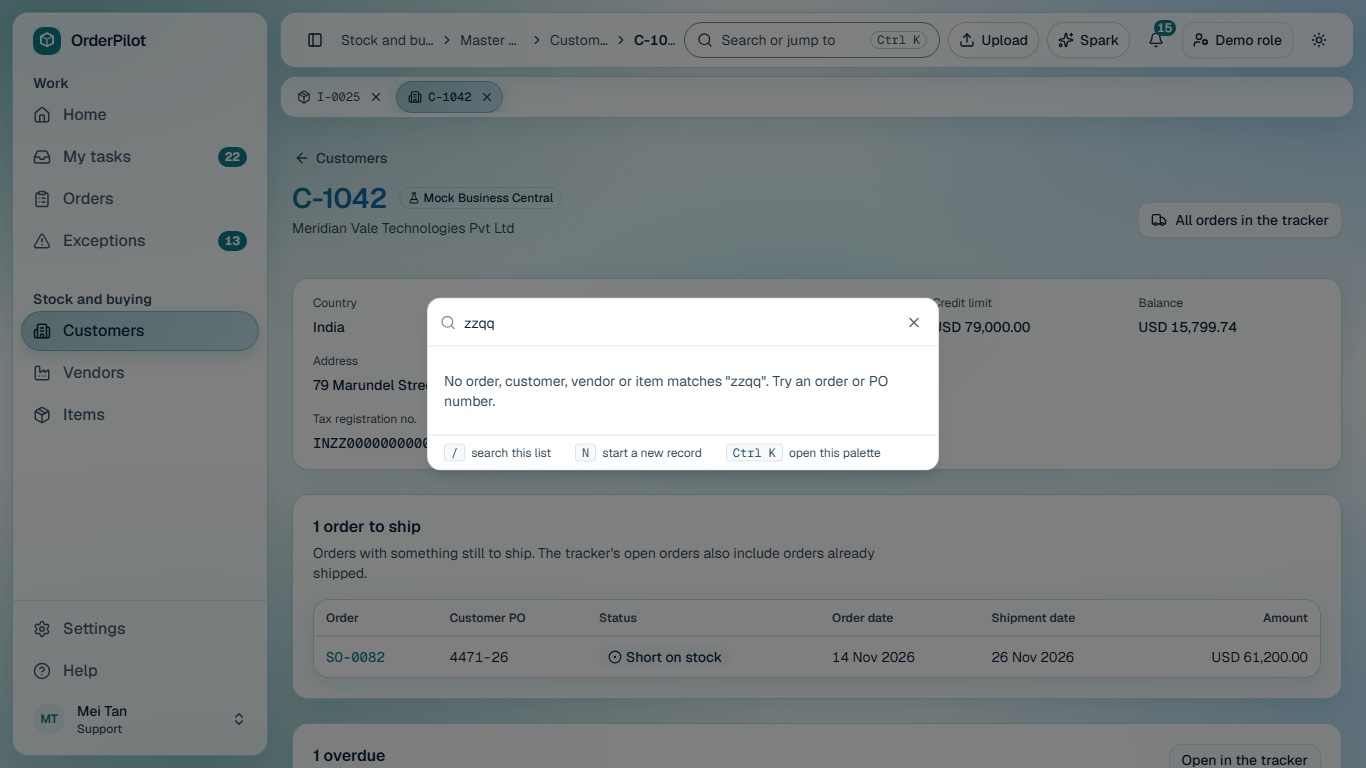 OrderPilot
Work
Home
My tasks 22
Orders
Exceptions 13
Stock and buying
Customers
Vendors
Items
Settings
Help
MT
Mei Tan
Support
Stock and bu... > Master ... > Custom... > C-10...
Search or jump to Ctrl K
Upload
Spark
15
Demo role
I-0025
C-1042
Customers
C-1042
Mock Business Central
Meridian Vale Technologies Pvt Ltd
All orders in the tracker
Country
India
Credit limit
USD 79,000.00
Balance
USD 15,799.74
Address
79 Marundel
Tax registration no.
INZZ0000000000
zzqq
No order, customer, vendor or item matches "zzqq". Try an order or PO
number.
/ search this list N start a new record Ctrl K open this palette
1 order to ship
Orders with something still to ship. The tracker's open orders also include orders already
shipped.
Order Customer PO Status Order date Shipment date Amount
SO-0082 4471-26 Short on stock 14 Nov 2026 26 Nov 2026 USD 61,200.00
1 overdue
Open in the tracker